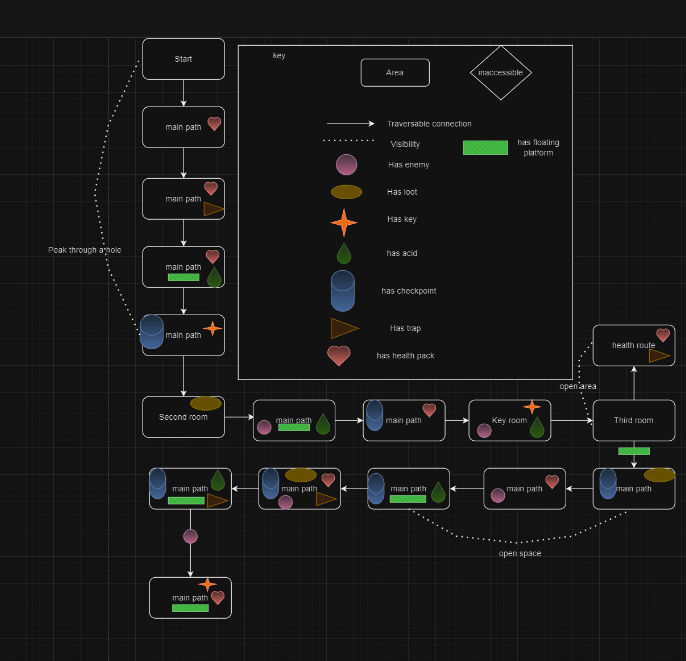 Start
key
Area
inaccessible
main path
Traversable connection
Visibility
has floating
platform
Has enemy
main path
Has loot
Has key
Peak through a hole
has acid
main path
has checkpoint
main path
Has trap
has health pack
health route
open area
Second room
main path
main path
Key room
Third room
main path
main path
main path
main path
main path
open space
main path